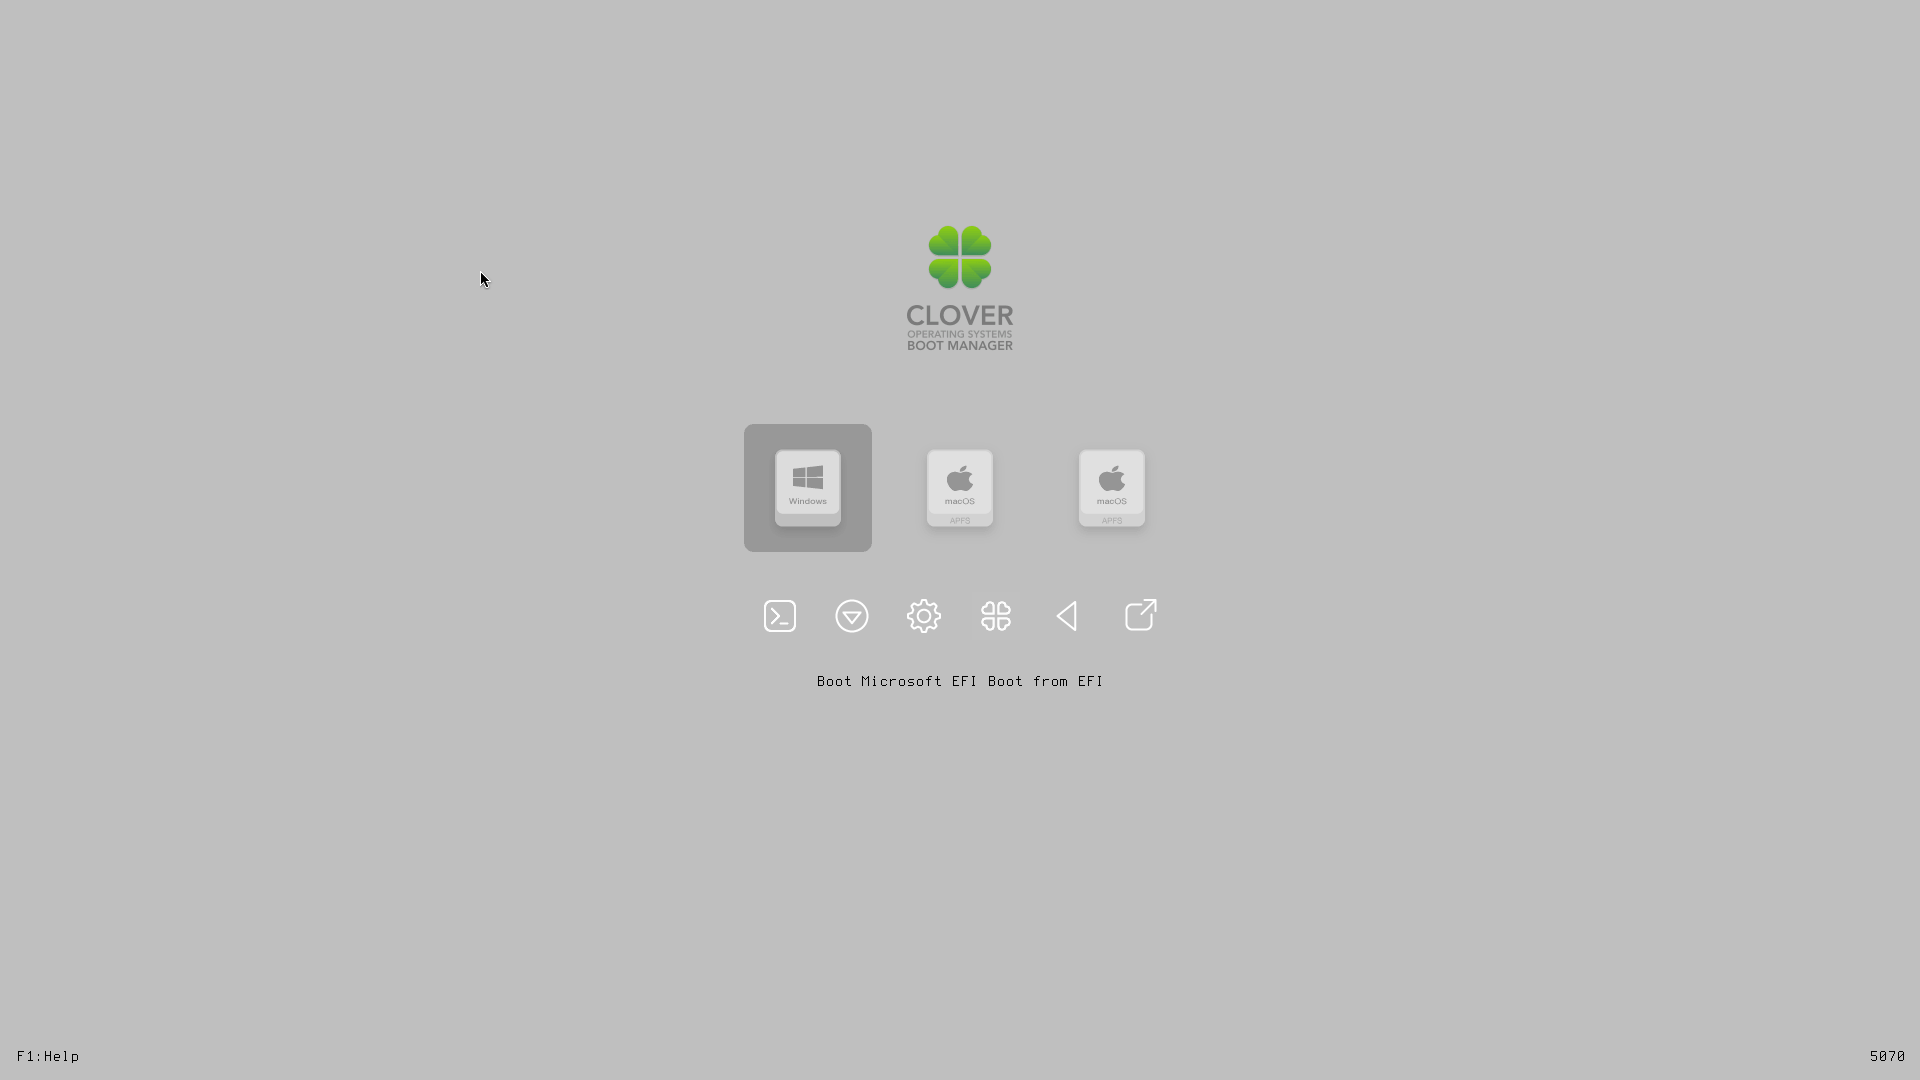 CLOVER
OPERATING SYSTEMS
BOOT MANAGER
Windows
macOS
APFS
macOS
APFS
Boot Microsoft EFI Boot from EFI
F1:Help
5070